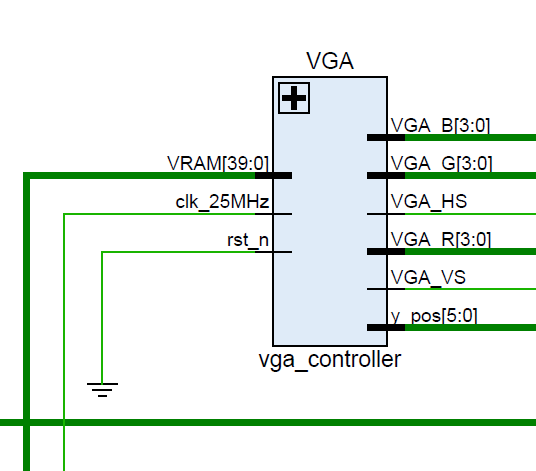 VGA
VRAM[39:0]
clk_25MHz
rst_n
VGA_B[3:0]
VGA_G[3:0]
VGA_HS
VGA_R[3:0]
VGA_VS
y_pos[5:0]
vga_controller